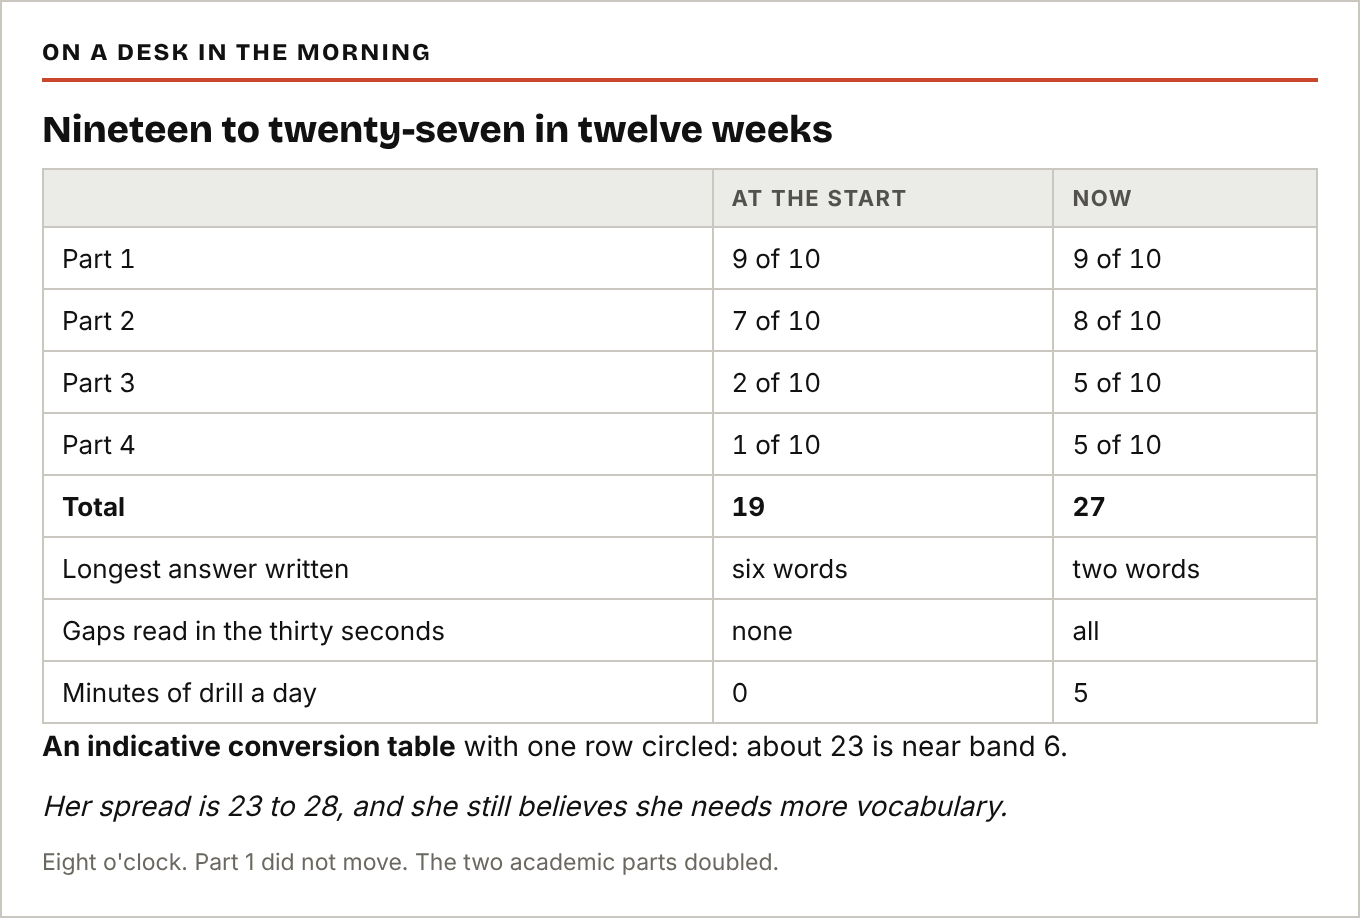 ON A DESK IN THE MORNING
Nineteen to twenty-seven in twelve weeks
AT THE START NOW
Part 1 9 of 10 9 of 10
Part 2 7 of 10 8 of 10
Part 3 2 of 10 5 of 10
Part 4 1 of 10 5 of 10
Total 19 27
Longest answer written six words two words
Gaps read in the thirty seconds none all
Minutes of drill a day 0 5
An indicative conversion table with one row circled: about 23 is near band 6.
Her spread is 23 to 28, and she still believes she needs more vocabulary.
Eight o'clock. Part 1 did not move. The two academic parts doubled.